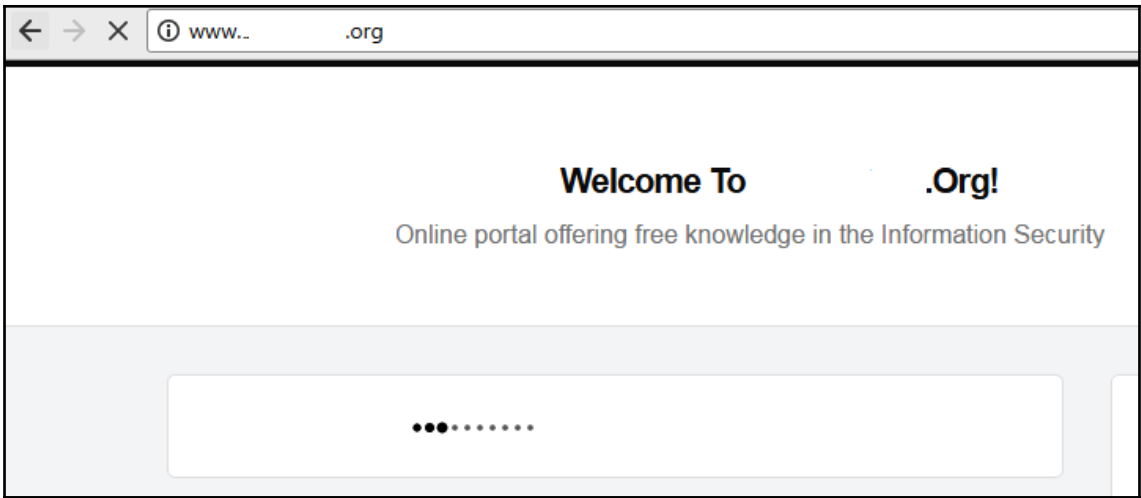 www. .org
Welcome To .Org!
Online portal offering free knowledge in the Information Security